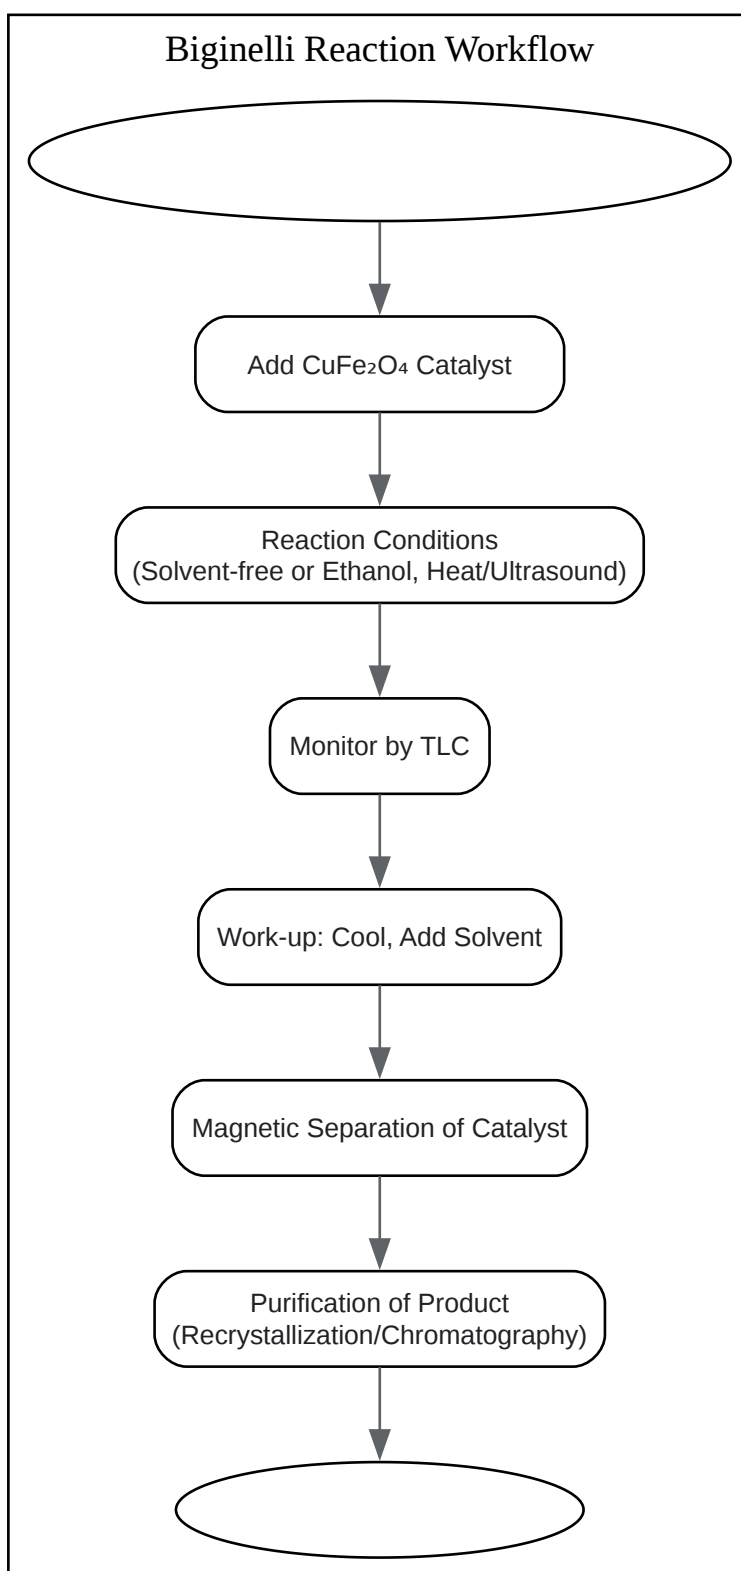 Biginelli Reaction Workflow
Add CuFe₂O₄ Catalyst
Reaction Conditions
(Solvent-free or Ethanol, Heat/Ultrasound)
Monitor by TLC
Work-up: Cool, Add Solvent
Magnetic Separation of Catalyst
Purification of Product
(Recrystallization/Chromatography)